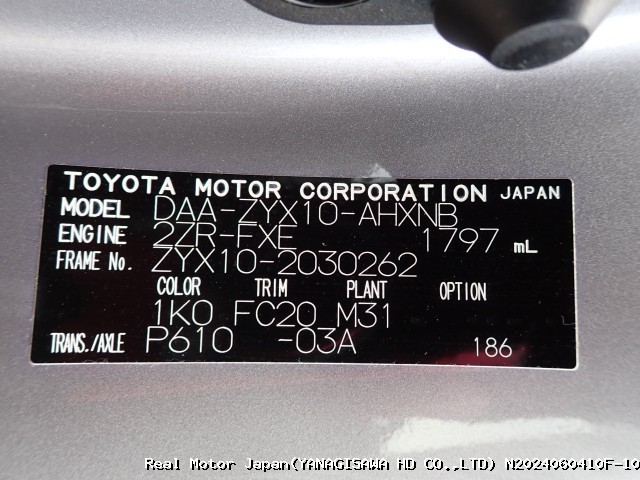 TOYOTA MOTOR CORPORATION JAPAN
MODEL DAA-ZYX10-AHXNB
ENGINE 2ZR-FXE 1797 mL
FRAME No. ZYX10-2030262
COLOR TRIM PLANT OPTION
1K0 FC20 M31
TRANS./AXLE P610 -03A 186
Real Motor Japan(YANAGISAWA HD CO.,LTD) N2024060410F-10